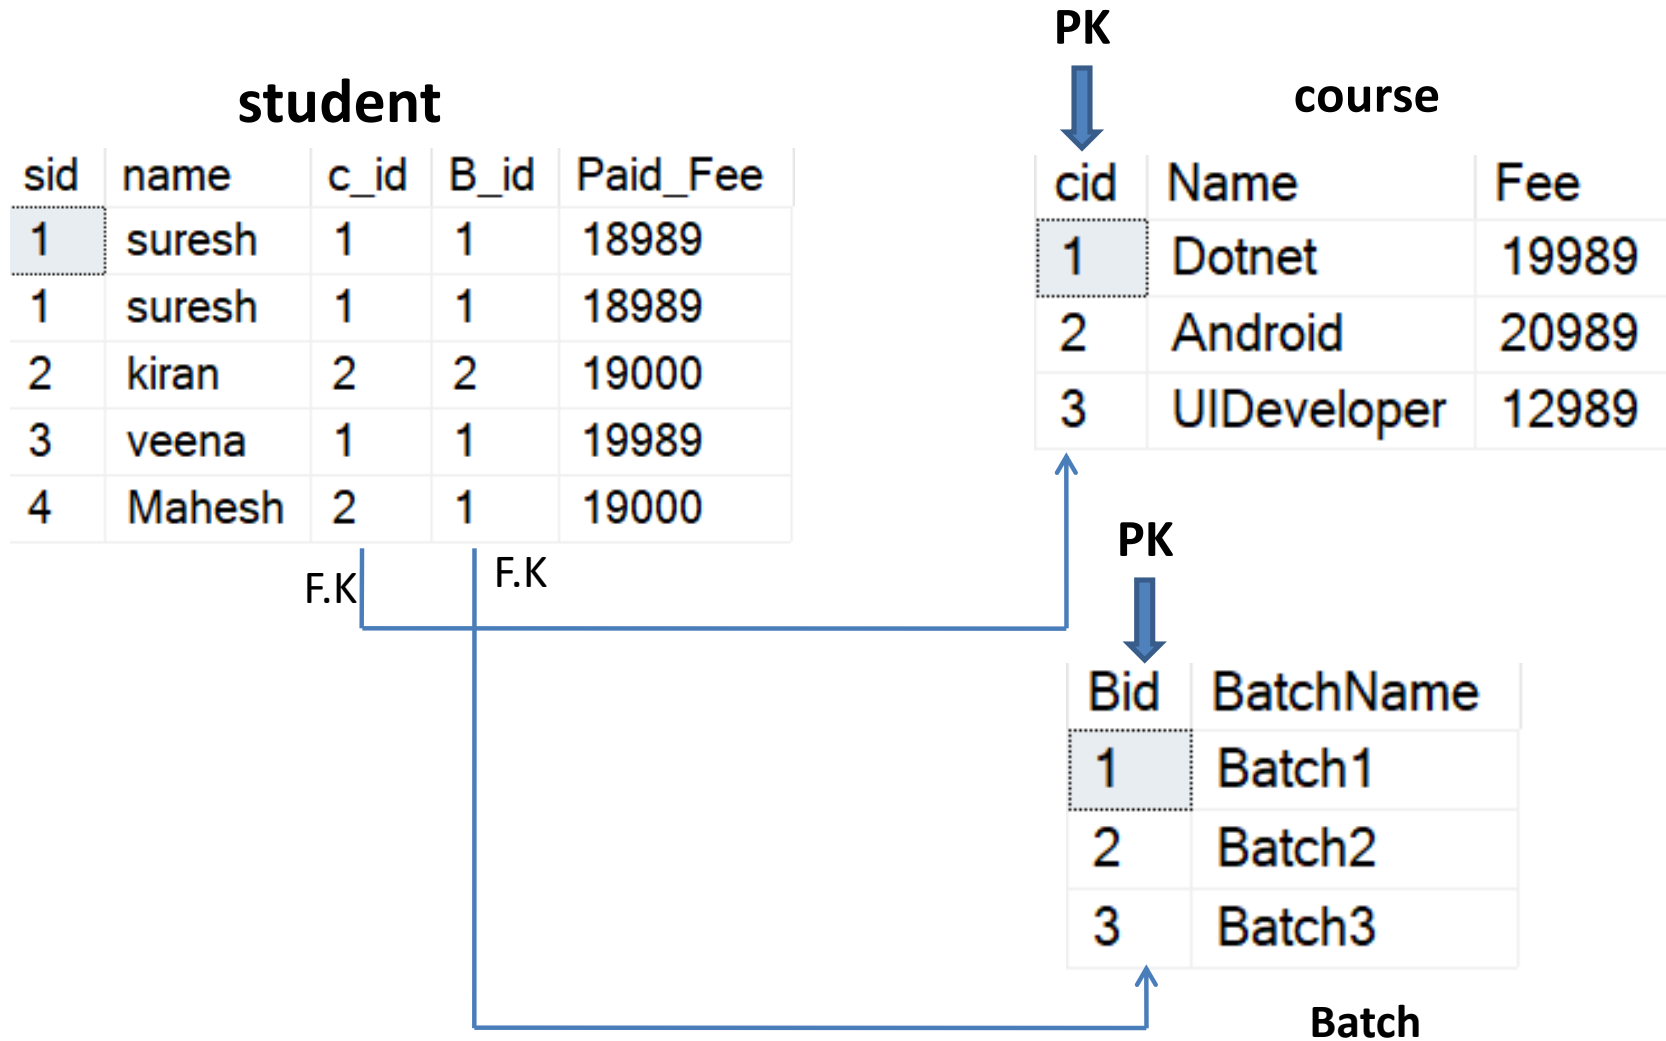 student
sid name c_id B_id Paid_Fee
1 suresh 1 1 18989
1 suresh 1 1 18989
2 kiran 2 2 19000
3 veena 1 1 19989
4 Mahesh 2 1 19000
F.K
F.K
PK
course
cid Name Fee
1 Dotnet 19989
2 Android 20989
3 UIDeveloper 12989
PK
Bid BatchName
1 Batch1
2 Batch2
3 Batch3
Batch